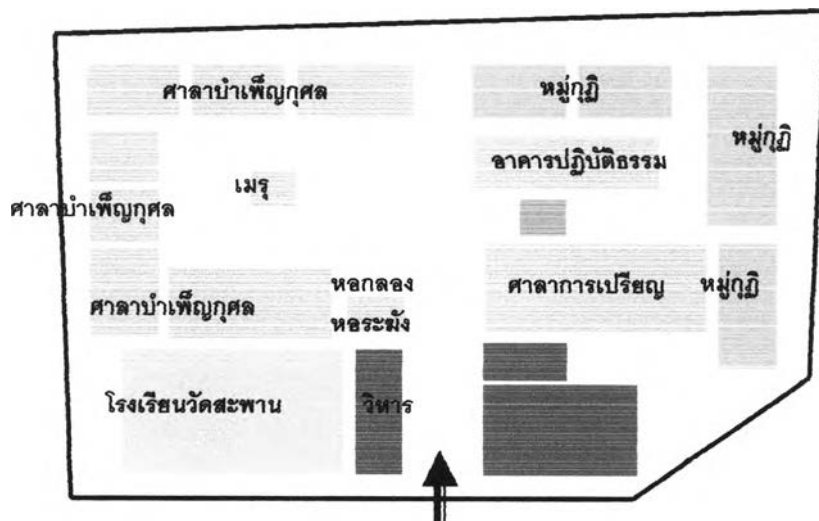 ศาลาบำเพ็ญกุศล
หมู่กุฏิ
หมู่กุฏิ
อาคารปฏิบัติธรรม
เมรุ
ศาลาบำเพ็ญกุศล
หอกลอง
ศาลาการเปรียญ
หมู่กุฏิ
ศาลาบำเพ็ญกุศล
หอระฆัง
โรงเรียนวัดสะพาน
วิหาร